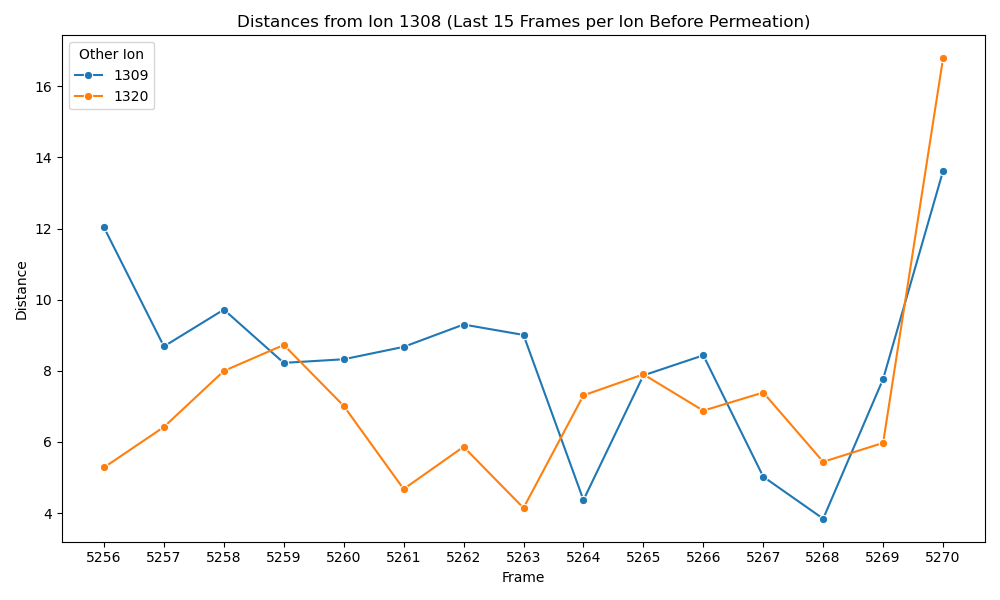 Distances from Ion 1308 (Last 15 Frames per Ion Before Permeation)
Other Ion
1309
1320
Distance
16
14
12
10
8
6
4
5256 5257 5258 5259 5260 5261 5262 5263 5264 5265 5266 5267 5268 5269 5270
Frame